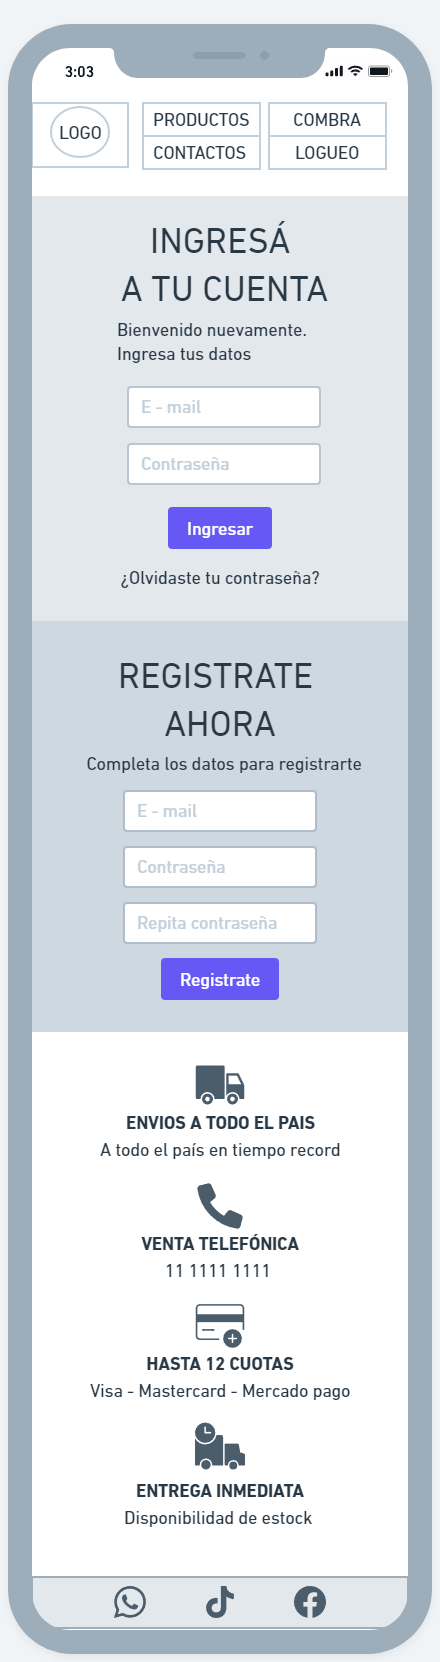 3:03
LOGO
PRODUCTOS
COMBRA
CONTACTOS
LOGUEO
INGRESÁ
A TU CUENTA
Bienvenido nuevamente.
Ingresa tus datos
E - mail
Contraseña
Ingresar
¿Olvidaste tu contraseña?
REGISTRATE
AHORA
Completa los datos para registrarte
E - mail
Contraseña
Repita contraseña
Registrate
ENVIOS A TODO EL PAIS
A todo el país en tiempo record
VENTA TELEFÓNICA
11 1111 1111
HASTA 12 CUOTAS
Visa - Mastercard - Mercado pago
ENTREGA INMEDIATA
Disponibilidad de estock